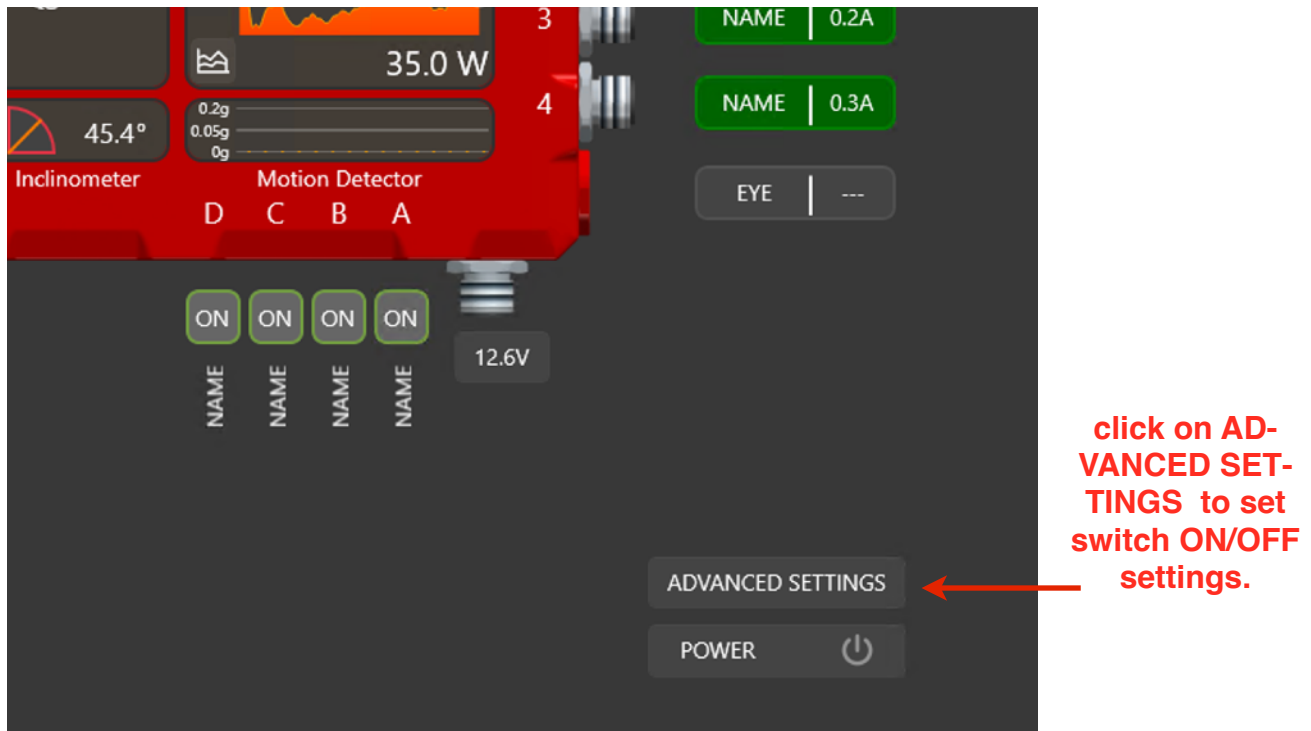 3
NAME 0.2A
35.0 W
4
NAME 0.3A
0.2g
0.05g
0g
45.4°
Inclinometer
Motion Detector
EYE ---
D C B A
ON ON ON ON
12.6V
NAME NAME NAME NAME
click on AD-
VANCED SET-
TINGS to set
switch ON/OFF
settings.
ADVANCED SETTINGS
POWER